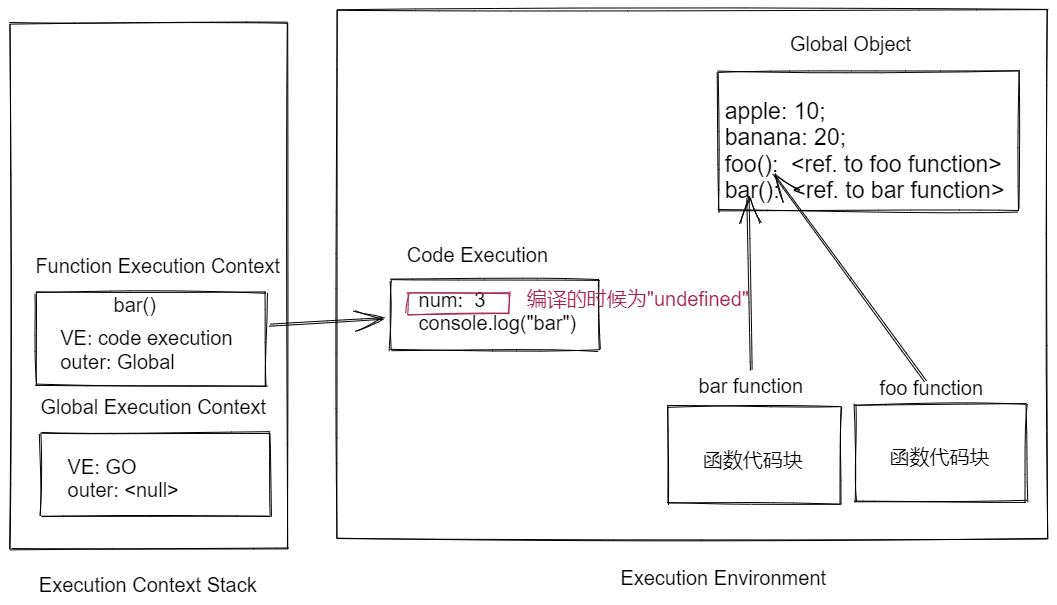 Global Object
apple: 10;
banana: 20;
foo(): <ref. to foo function>
bar(): <ref. to bar function>
Function Execution Context
bar()
VE: code execution
outer: Global
Global Execution Context
VE: GO
outer: <null>
Execution Context Stack
Code Execution
num: 3
编译的时候为"undefined"
console.log("bar")
bar function
函数代码块
foo function
函数代码块
Execution Environment